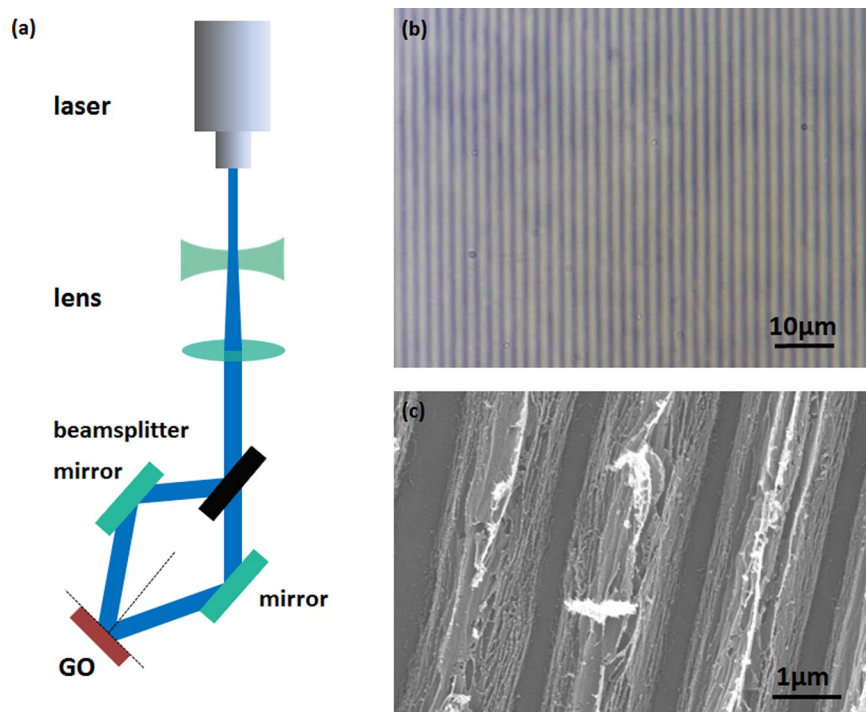 (a)
laser
lens
beamsplitter
mirror
mirror
GO
(b)
10µm
(c)
1µm